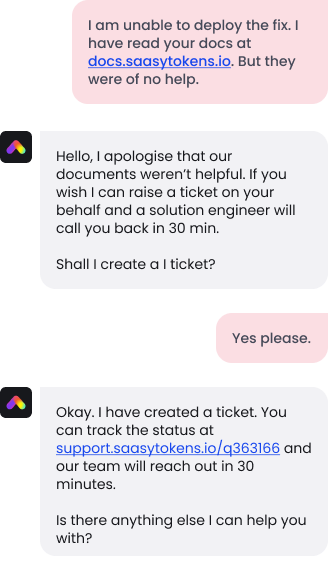 I am unable to deploy the fix. I
have read your docs at
docs.saasytokens.io. But they
were of no help.
Hello, I apologise that our
documents weren’t helpful. If you
wish I can raise a ticket on your
behalf and a solution engineer will
call you back in 30 min.
Shall I create a I ticket?
Yes please.
Okay. I have created a ticket. You
can track the status at
support.saasytokens.io/q363166 and
our team will reach out in 30
minutes.
Is there anything else I can help you
with?